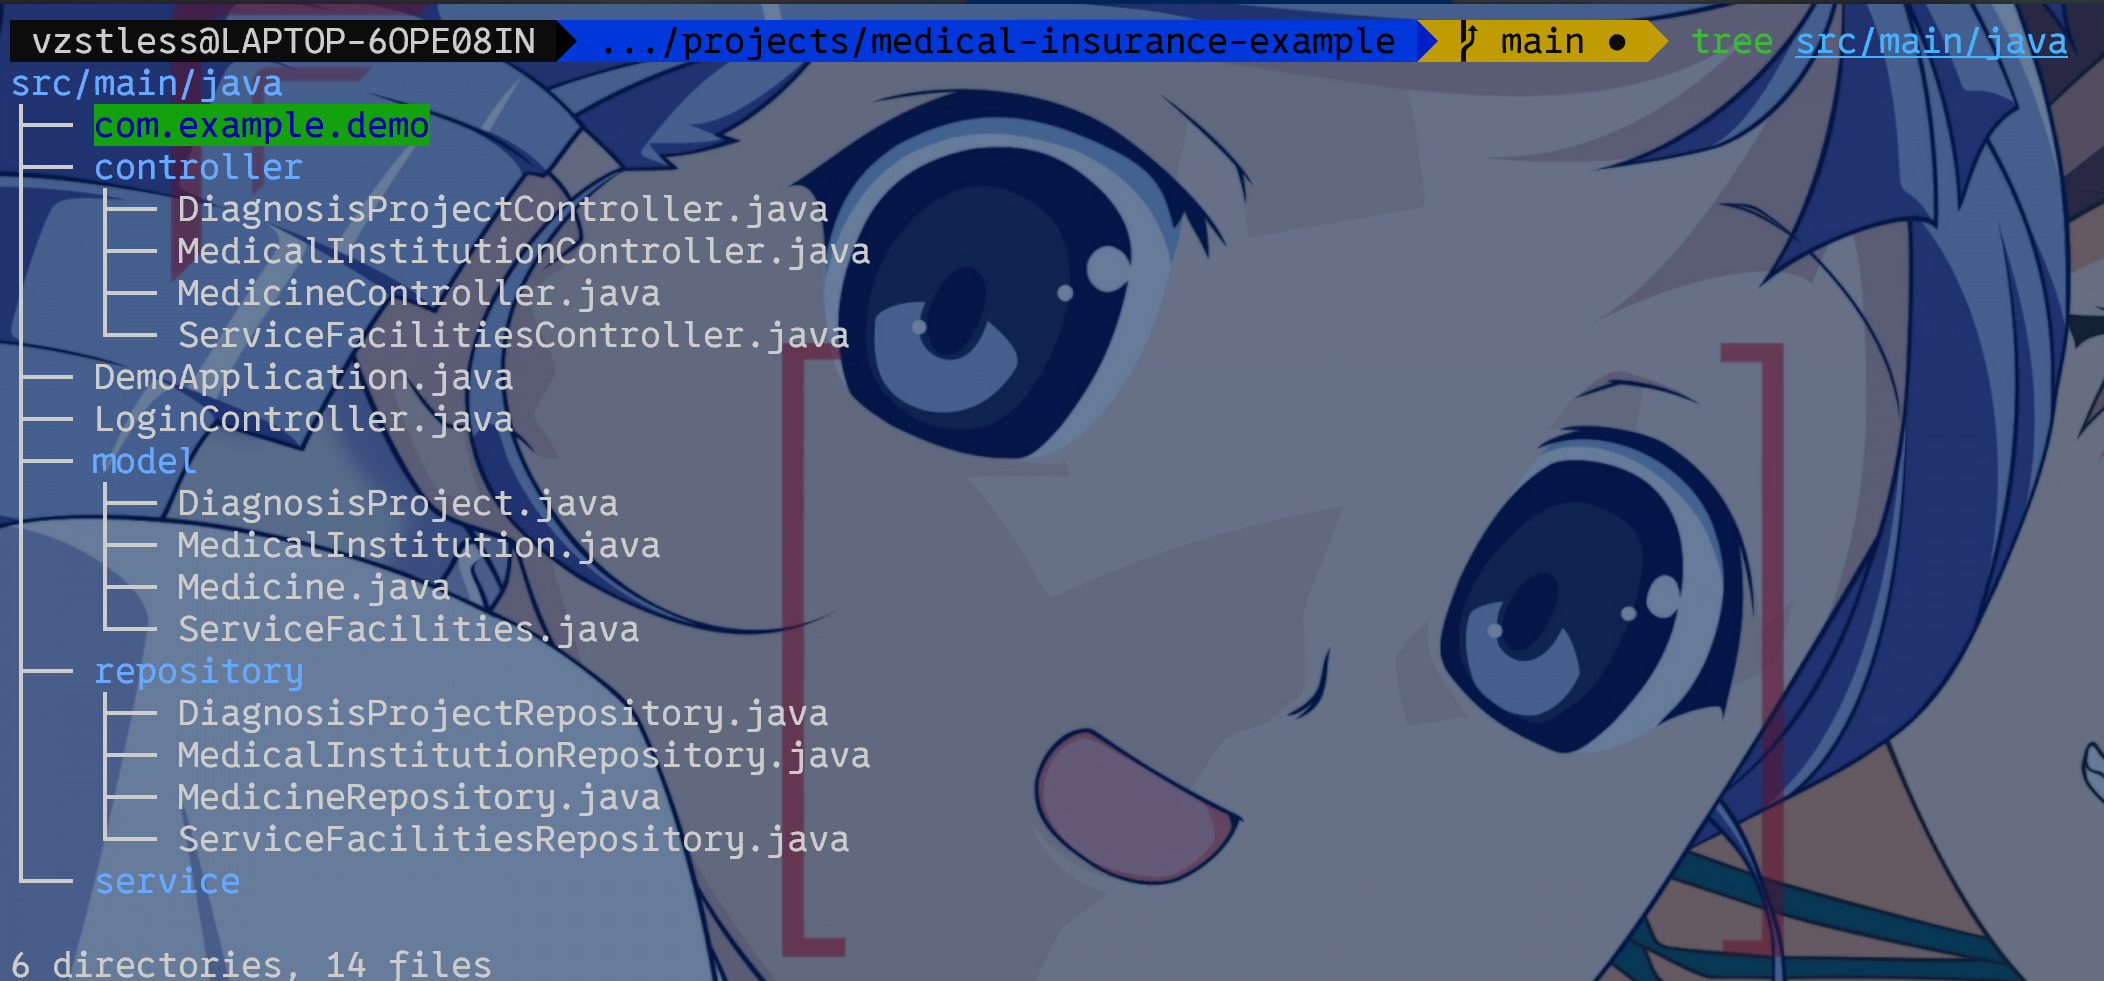 vzstless@LAPTOP-6OPE08IN .../projects/medical-insurance-example main ● tree src/main/java
src/main/java
├── com.example.demo
├── controller
│   ├── DiagnosisProjectController.java
│   ├── MedicalInstitutionController.java
│   ├── MedicineController.java
│   └── ServiceFacilitiesController.java
├── DemoApplication.java
├── LoginController.java
├── model
│   ├── DiagnosisProject.java
│   ├── MedicalInstitution.java
│   ├── Medicine.java
│   └── ServiceFacilities.java
├── repository
│   ├── DiagnosisProjectRepository.java
│   ├── MedicalInstitutionRepository.java
│   ├── MedicineRepository.java
│   └── ServiceFacilitiesRepository.java
└── service
6 directories, 14 files